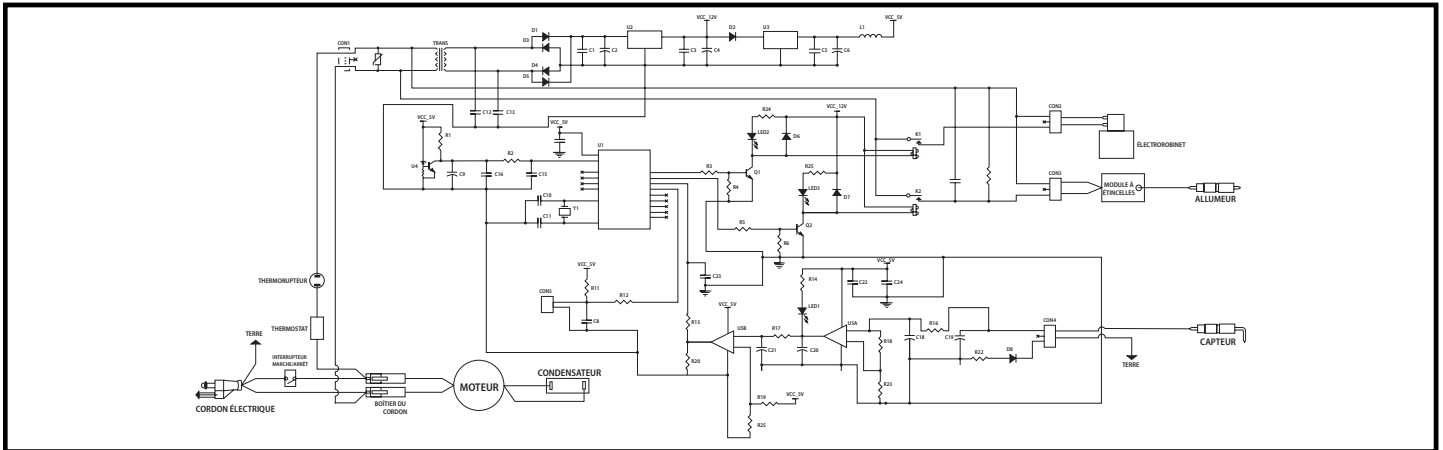 CON1
TRANS
D1
D3
D4
D5
C1
C2
U2
C3
C4
VCC_12V
D2
U3
C5
C6
L1
VCC_5V
C12
C13
VCC_5V
R1
U4
C9
R2
C16
C15
VCC_5V
U1
C10
C11
Y1
R3
R4
Q1
LED2
R24
D6
VCC_12V
R25
LED3
D7
R5
R6
Q2
K1
K2
CON2
ÉLECTROROBINET
CON3
MODULE À
ÉTINCELLES
ALLUMEUR
THERMORUPTEUR
THERMOSTAT
VCC_5V
CON5
R11
R12
C8
C23
R15
R20
VCC_5V
U5B
R17
C21
R14
LED1
C20
U5A
VCC_5V
C22
C24
R18
R23
C18
R16
C19
R22
D8
CON4
CAPTEUR
TERRE
R19
VCC_5V
R25
TERRE
INTERRUPTEUR
MARCHE/ARRÊT
CORDON ÉLECTRIQUE
BOÎTIER DU
CORDON
MOTEUR
CONDENSATEUR